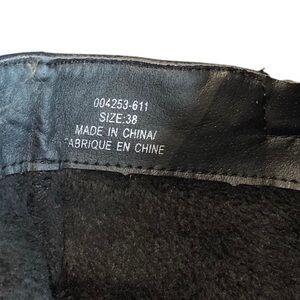 004253-611
SIZE:38
MADE IN CHINA/
FABRIQUE EN CHINE